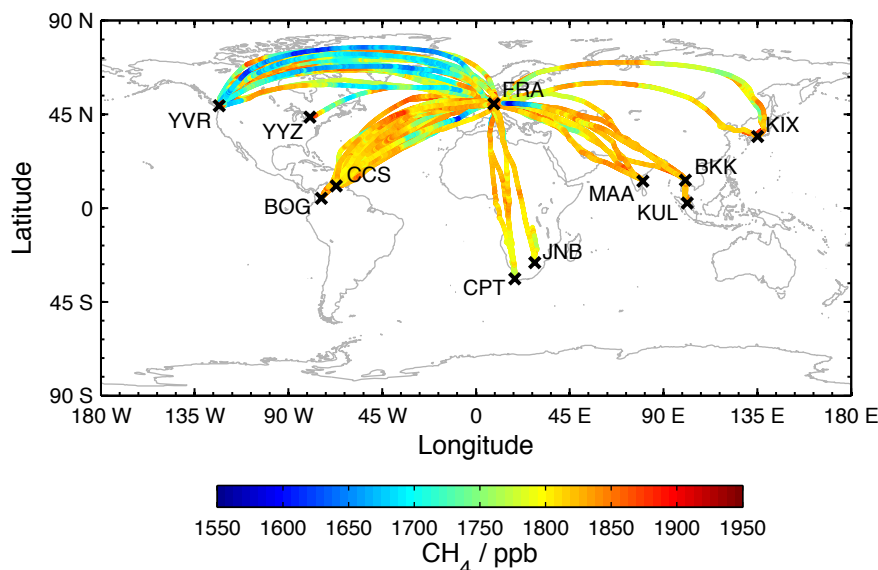 90 N
45 N
0
45 S
90 S
Latitude
FRA
YVR
YYZ
KIX
CCS
BKK
MAA
BOG
KUL
JNB
CPT
180 W 135 W 90 W 45 W 0 45 E 90 E 135 E 180 E
Longitude
1550 1600 1650 1700 1750 1800 1850 1900 1950
CH4 / ppb